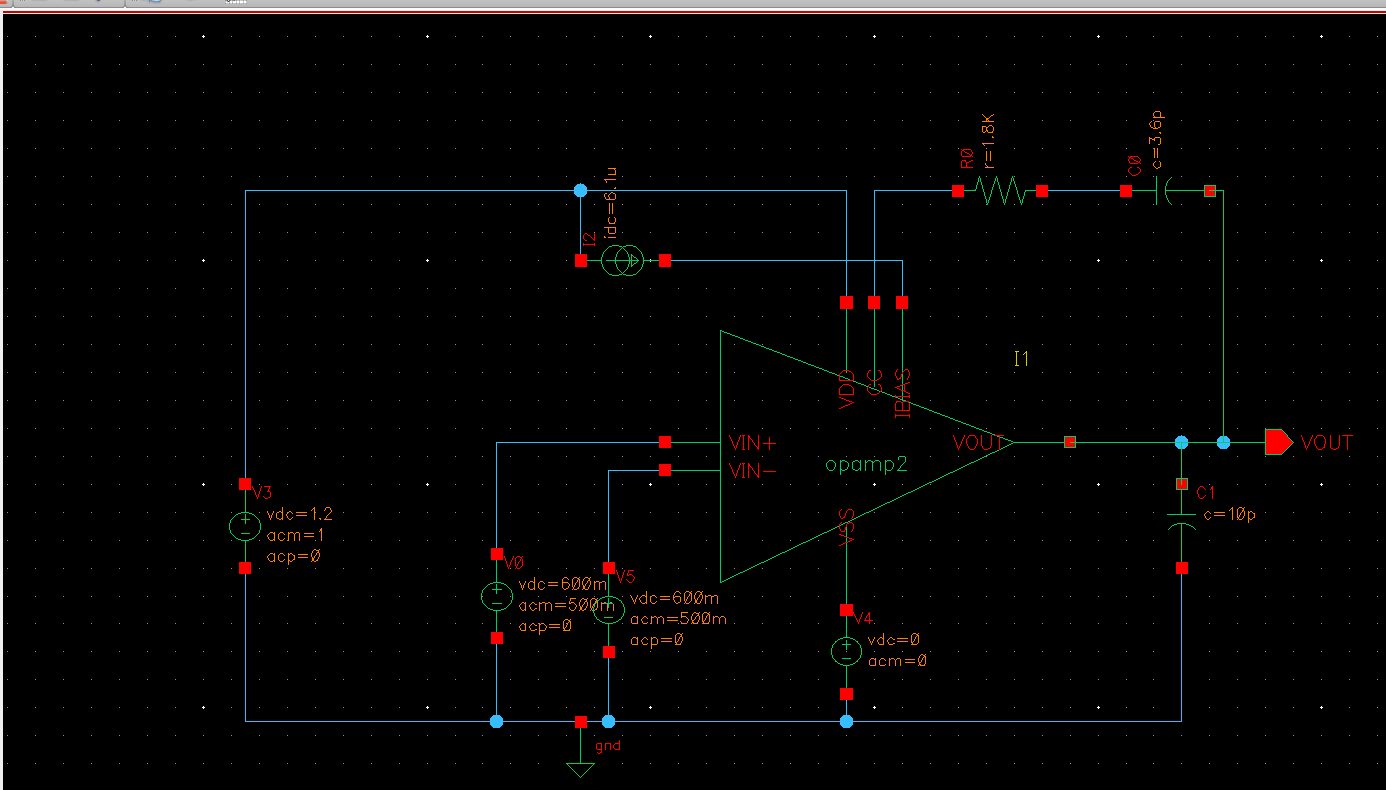 c=3.6p
r=1.8K
R0
C0
idc=6.1u
I2
I1
VDD
CC
IBIAS
VIN+
VIN-
VOUT
VOUT
opamp2
VSS
V3
vdc=1.2
acm=1
acp=0
V0
vdc=600m
acm=500m
acp=0
V5
vdc=600m
acm=500m
acp=0
V4
vdc=0
acm=0
C1
c=10p
gnd